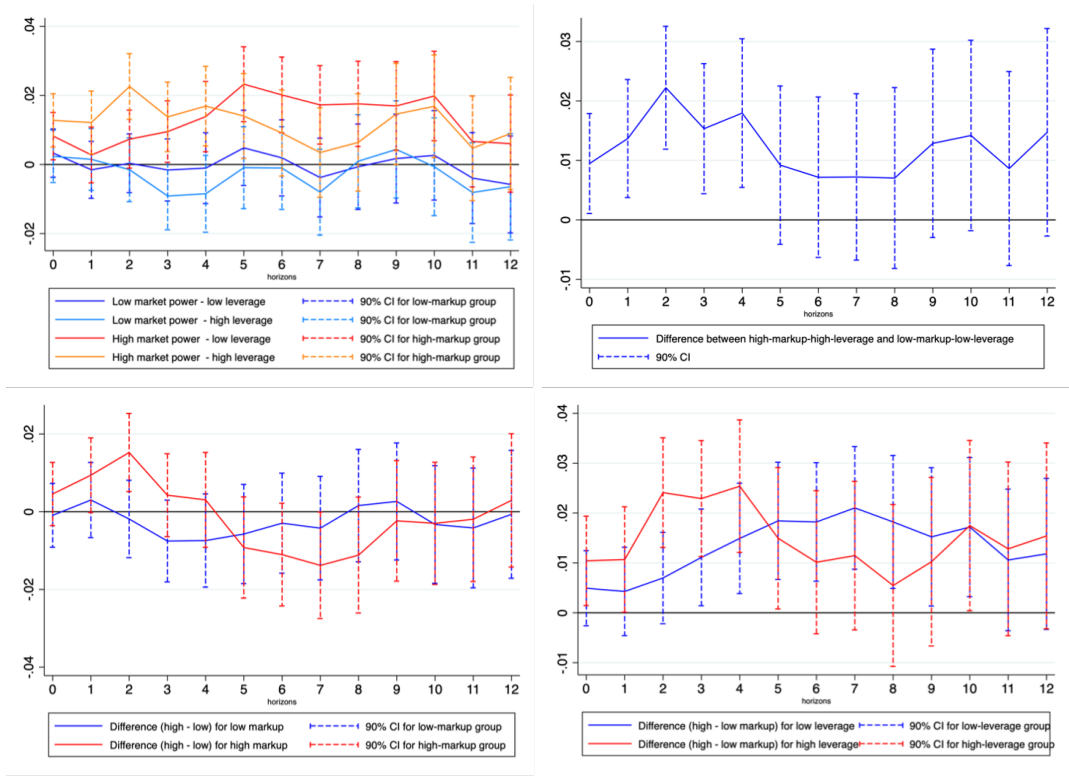 .04
.02
0
-.02
0 1 2 3 4 5 6 7 8 9 10 11 12
horizons
Low market power - low leverage 90% CI for low-markup group
Low market power - high leverage 90% CI for low-markup group
High market power - low leverage 90% CI for high-markup group
High market power - high leverage 90% CI for high-markup group
.03
.02
.01
0
-.01
0 1 2 3 4 5 6 7 8 9 10 11 12
horizons
Difference between high-markup-high-leverage and low-markup-low-leverage
90% CI
.02
0
-.02
-.04
0 1 2 3 4 5 6 7 8 9 10 11 12
horizons
Difference (high - low) for low markup 90% CI for low-markup group
Difference (high - low) for high markup 90% CI for high-markup group
.04
.03
.02
.01
0
-.01
0 1 2 3 4 5 6 7 8 9 10 11 12
horizons
Difference (high - low markup) for low leverage 90% CI for low-leverage group
Difference (high - low markup) for high leverage 90% CI for high-leverage group